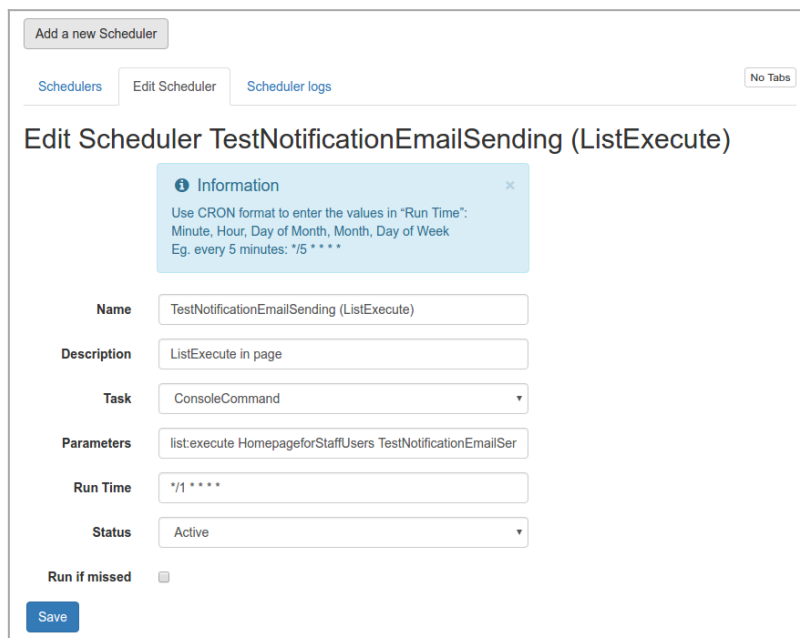 Add a new Scheduler
Schedulers
Edit Scheduler
Scheduler logs
No Tabs
Edit Scheduler TestNotificationEmailSending (ListExecute)
Information
×
Use CRON format to enter the values in “Run Time”:
Minute, Hour, Day of Month, Month, Day of Week
Eg. every 5 minutes: */5 * * * *
Name
TestNotificationEmailSending (ListExecute)
Description
ListExecute in page
Task
ConsoleCommand
Parameters
list:execute HomepageforStaffUsers TestNotificationEmailSer
Run Time
*/1 * * * *
Status
Active
Run if missed
Save